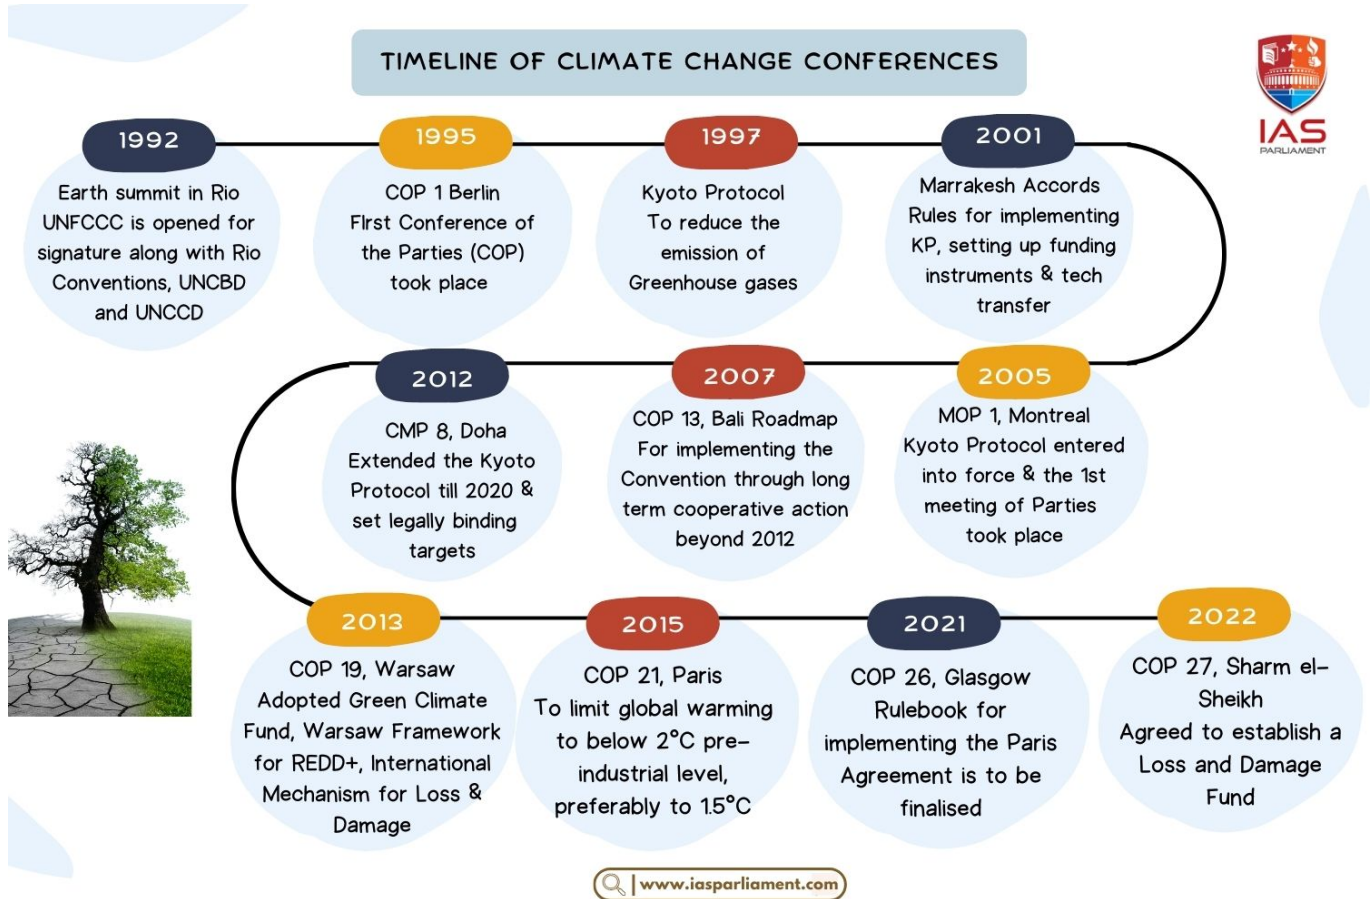 TIMELINE OF CLIMATE CHANGE CONFERENCES
IAS
PARLIAMENT
1992
Earth summit in Rio
UNFCCC is opened for
signature along with Rio
Conventions, UNCBD
and UNCCD
1995
COP 1 Berlin
FIrst Conference of
the Parties (COP)
took place
1997
Kyoto Protocol
To reduce the
emission of
Greenhouse gases
2001
Marrakesh Accords
Rules for implementing
KP, setting up funding
instruments & tech
transfer
2012
CMP 8, Doha
Extended the Kyoto
Protocol till 2020 &
set legally binding
targets
2007
COP 13, Bali Roadmap
For implementing the
Convention through long
term cooperative action
beyond 2012
2005
MOP 1, Montreal
Kyoto Protocol entered
into force & the 1st
meeting of Parties
took place
2013
COP 19, Warsaw
Adopted Green Climate
Fund, Warsaw Framework
for REDD+, International
Mechanism for Loss &
Damage
2015
COP 21, Paris
To limit global warming
to below 2°C pre-
industrial level,
preferably to 1.5°C
2021
COP 26, Glasgow
Rulebook for
implementing the Paris
Agreement is to be
finalised
2022
COP 27, Sharm el-
Sheikh
Agreed to establish a
Loss and Damage
Fund
www.iasparliament.com